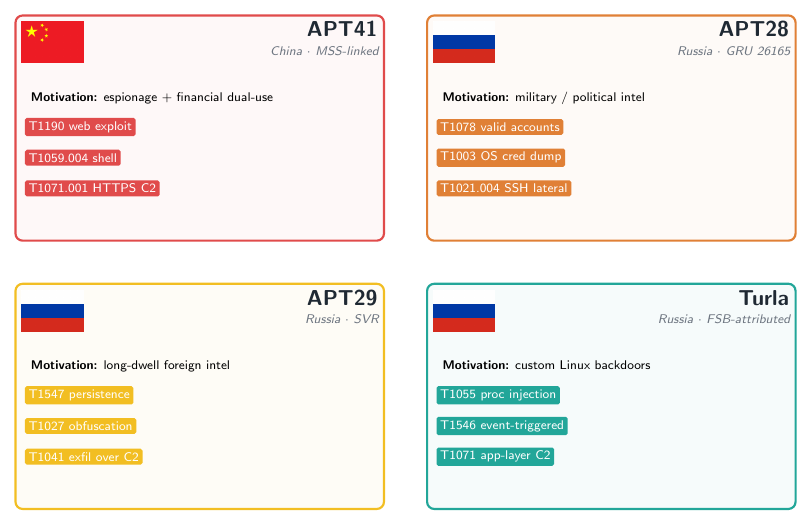 APT41
China · MSS-linked
Motivation: espionage + financial dual-use
T1190 web exploit
T1059.004 shell
T1071.001 HTTPS C2
APT28
Russia · GRU 26165
Motivation: military / political intel
T1078 valid accounts
T1003 OS cred dump
T1021.004 SSH lateral
APT29
Russia · SVR
Motivation: long-dwell foreign intel
T1547 persistence
T1027 obfuscation
T1041 exfil over C2
Turla
Russia · FSB-attributed
Motivation: custom Linux backdoors
T1055 proc injection
T1546 event-triggered
T1071 app-layer C2